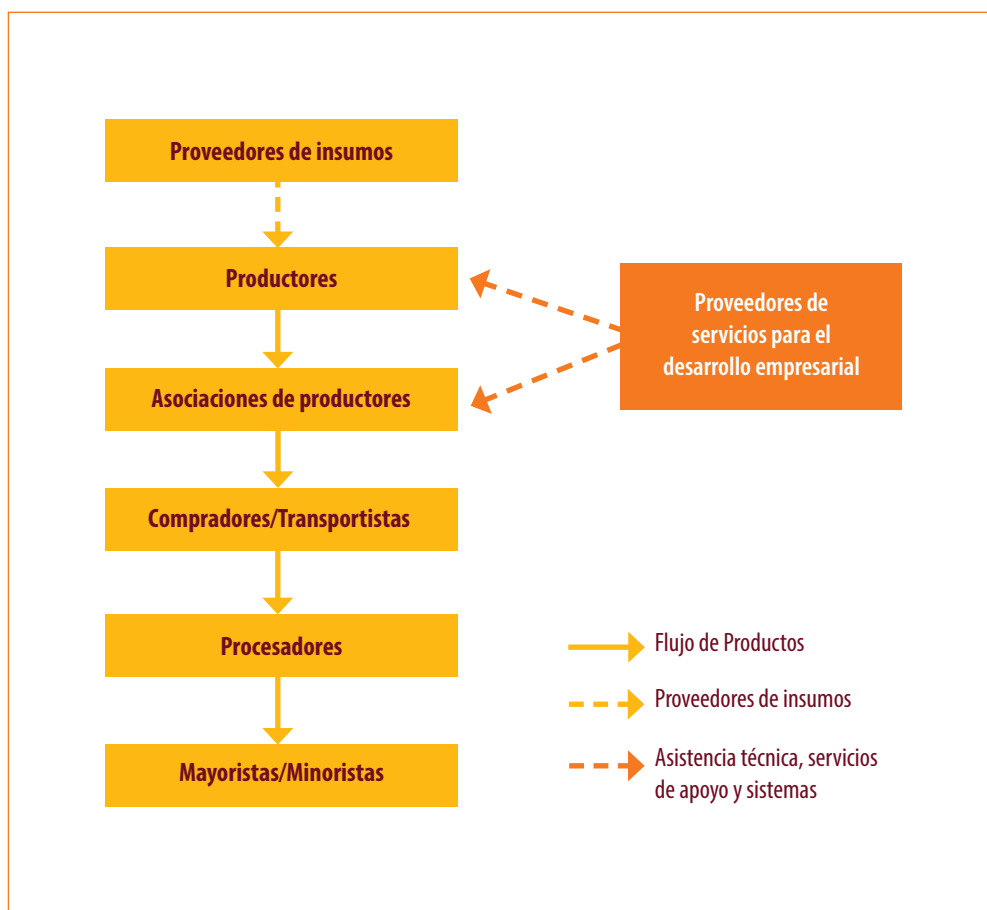 Proveedores de insumos
Productores
Proveedores de
servicios para el
desarrollo empresarial
Asociaciones de productores
Compradores/Transportistas
Procesadores
Mayoristas/Minoristas
Flujo de Productos
Proveedores de insumos
Asistencia técnica, servicios
de apoyo y sistemas